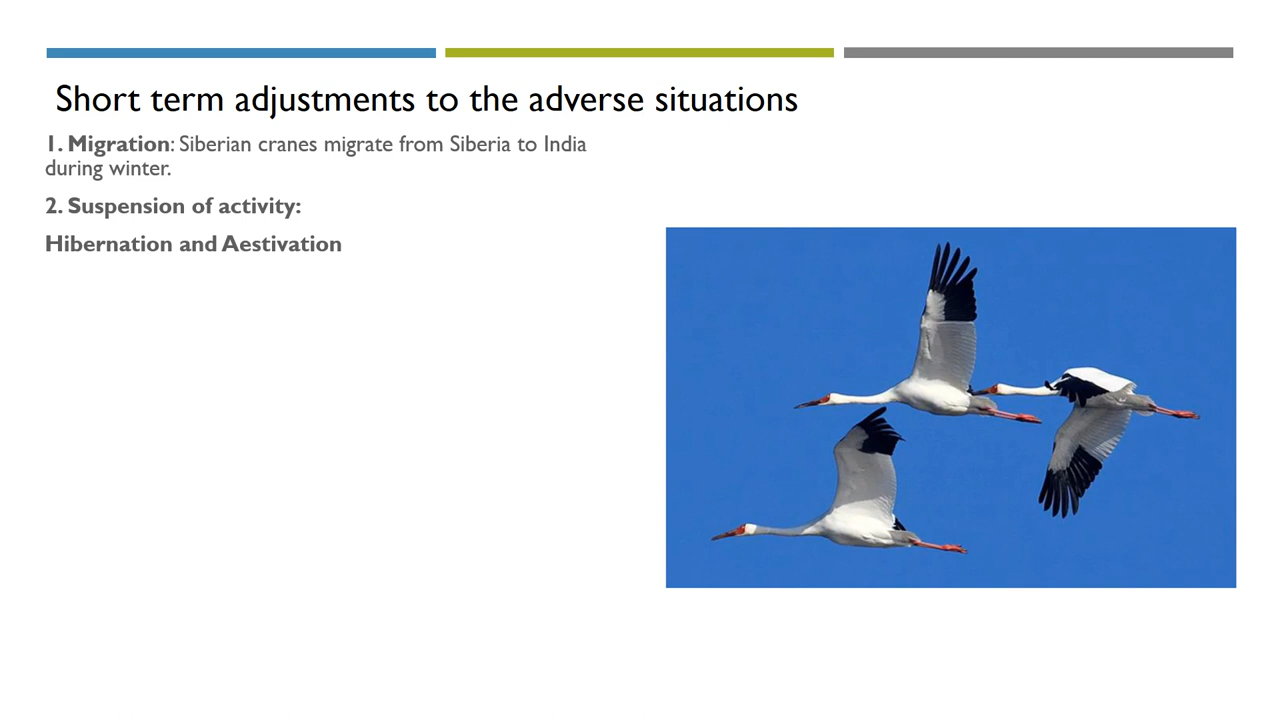 Short term adjustments to the adverse situations
1. Migration: Siberian cranes migrate from Siberia to India
during winter.
2. Suspension of activity:
Hibernation and Aestivation